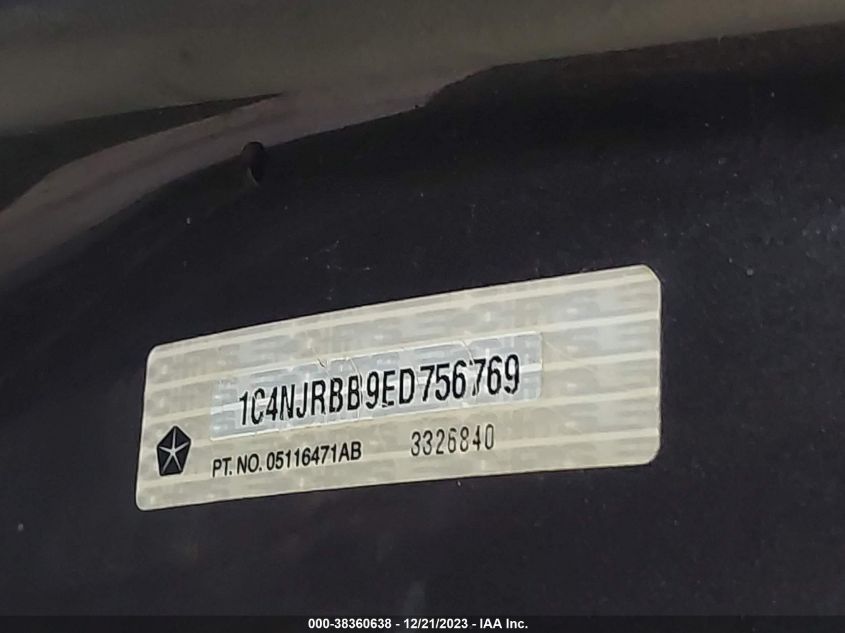 1C4NJRBB9ED756769
PT. NO. 05116471AB 3326840
000-38360638 - 12/21/2023 - IAA Inc.